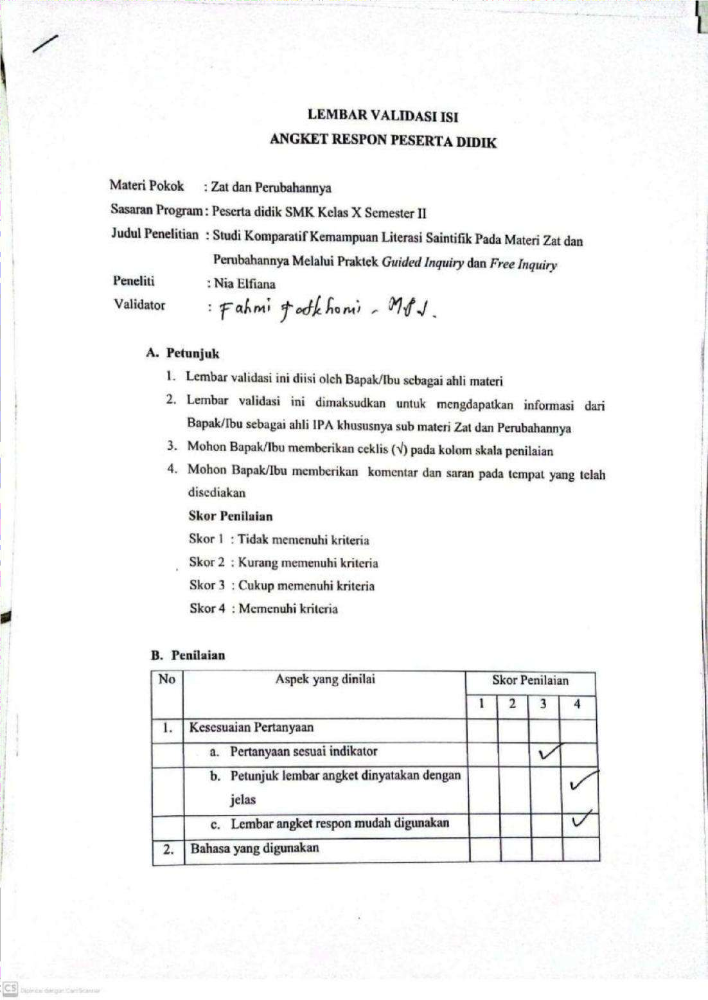 LEMBAR VALIDASI ISI
ANGKET RESPON PESERTA DIDIK
Materi Pokok : Zat dan Perubahannya
Sasaran Program : Peserta didik SMK Kelas X Semester II
Judul Penelitian : Studi Komparatif Kemampuan Literasi Saintifik Pada Materi Zat dan
Perubahannya Melalui Praktek Guided Inquiry dan Free Inquiry
Peneliti : Nia Elfiana
Validator : Fahmi
A. Petunjuk
1. Lembar validasi ini diisi oleh Bapak/Ibu sebagai ahli materi
2. Lembar validasi ini dimaksudkan untuk mengdapatkan informasi dari
Bapak/Ibu sebagai ahli IPA khususnya sub materi Zat dan Perubahannya
3. Mohon Bapak/Ibu memberikan ceklis (√) pada kolom skala penilaian
4. Mohon Bapak/Ibu memberikan komentar dan saran pada tempat yang telah
disediakan
Skor Penilaian
Skor 1 : Tidak memenuhi kriteria
Skor 2 : Kurang memenuhi kriteria
Skor 3 : Cukup memenuhi kriteria
Skor 4 : Memenuhi kriteria
B. Penilaian
No Aspek yang dinilai Skor Penilaian
1 2 3 4
1. Kesesuaian Pertanyaan
a. Pertanyaan sesuai indikator ✓
b. Petunjuk lembar angket dinyatakan dengan ✓
jelas
c. Lembar angket respon mudah digunakan ✓
2. Bahasa yang digunakan
CS Dipindai dengan CamScanner